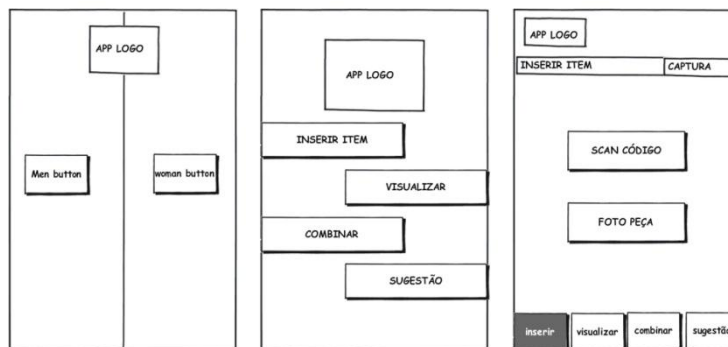 APP LOGO
Men button
woman button
APP LOGO
INSERIR ITEM
VISUALIZAR
COMBINAR
SUGESTÃO
APP LOGO
INSERIR ITEM
CAPTURA
SCAN CÓDIGO
FOTO PEÇA
inserir
visualizar
combinar
sugestão